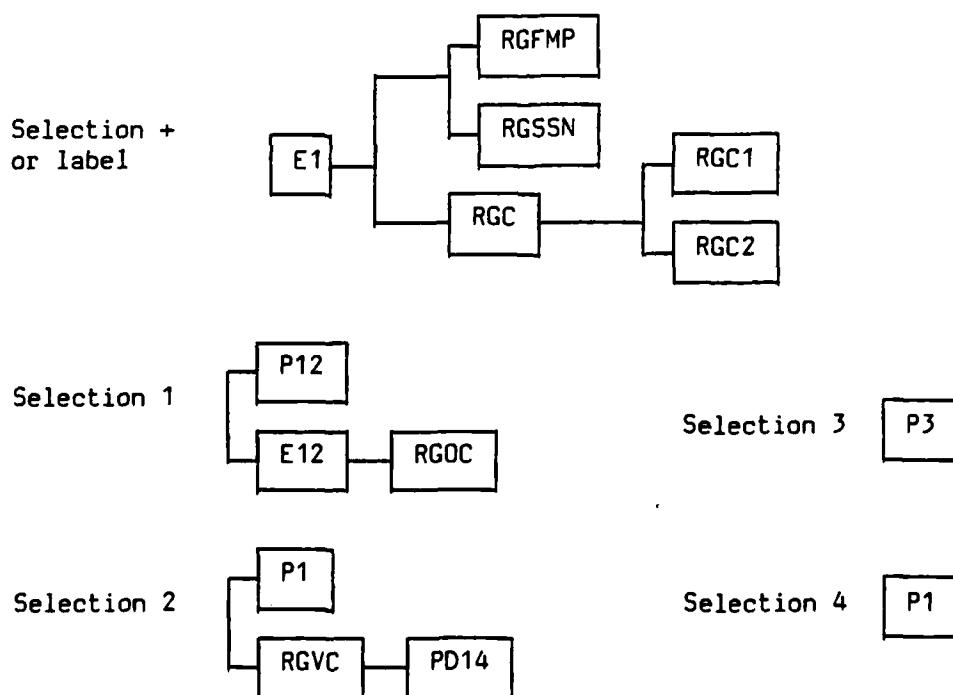 RGFMP
Selection +
or label
E1
RGSSN
RGC
RGC1
RGC2
Selection 1
P12
E12
RGOC
Selection 3
P3
Selection 2
P1
RGVC
PD14
Selection 4
P1